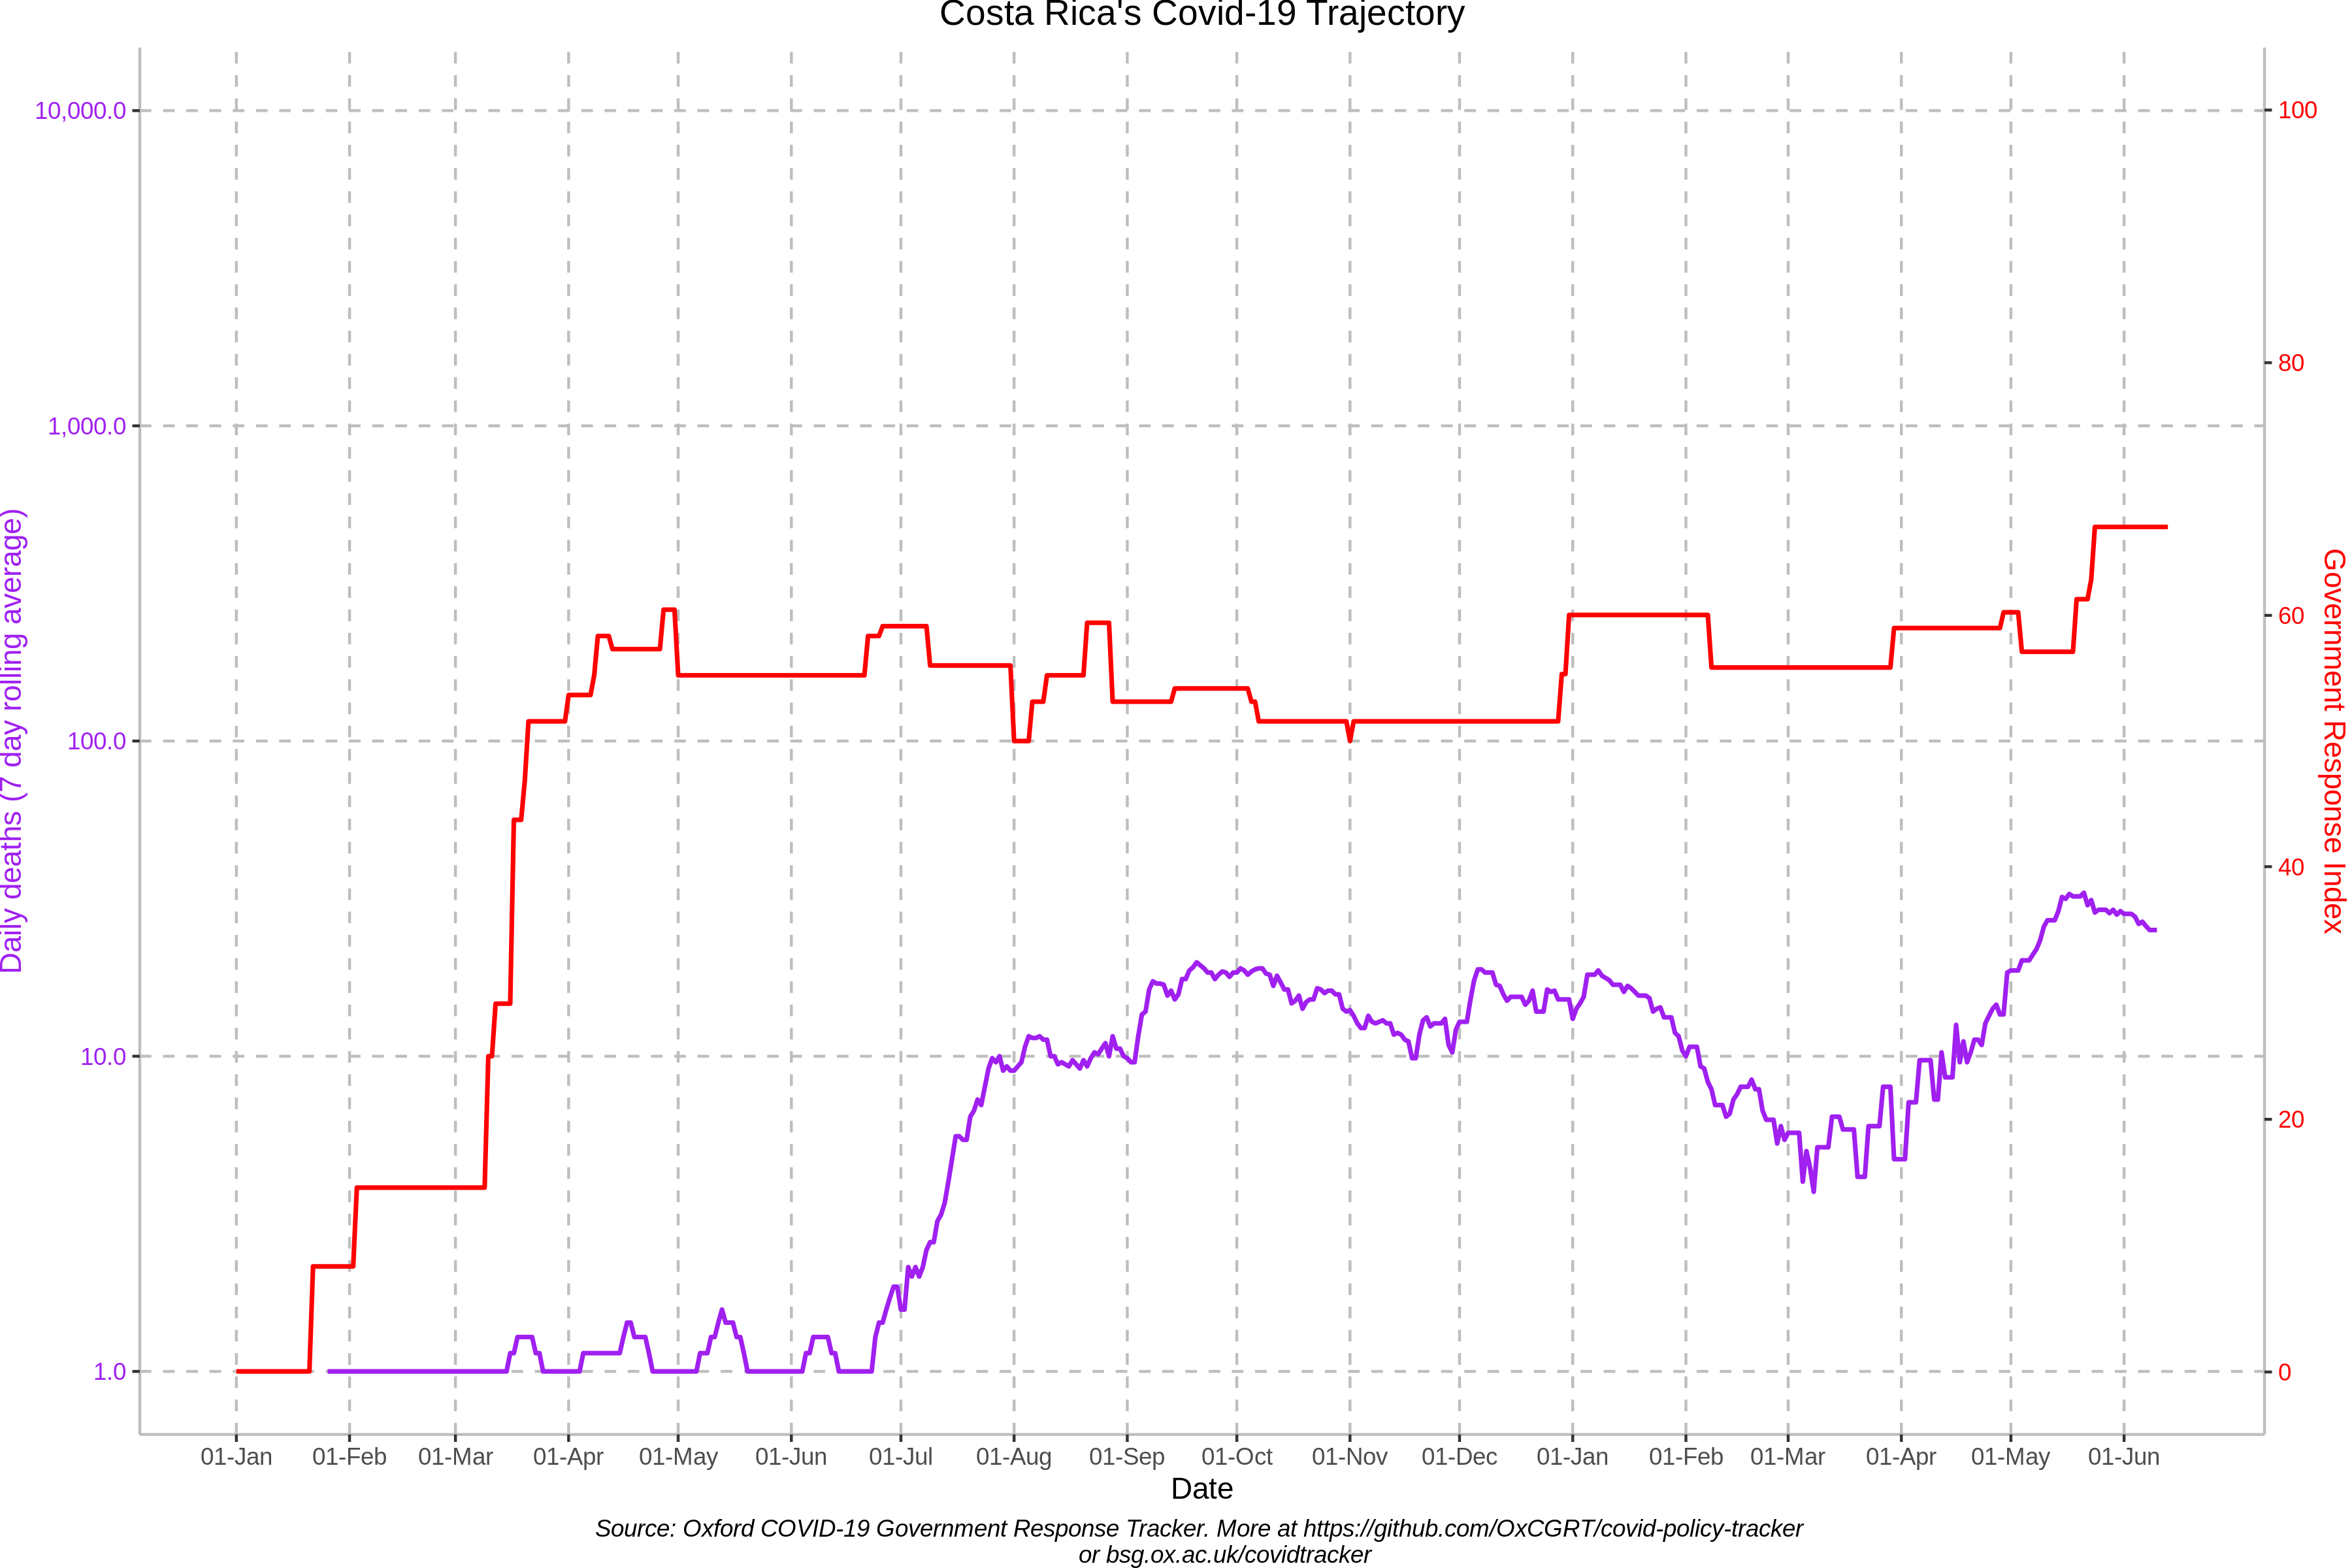 Costa Rica's Covid-19 Trajectory
10,000.0
1,000.0
100.0
10.0
1.0
Daily deaths (7 day rolling average)
100
80
60
40
20
0
Government Response Index
01-Jan 01-Feb 01-Mar 01-Apr 01-May 01-Jun 01-Jul 01-Aug 01-Sep 01-Oct 01-Nov 01-Dec 01-Jan 01-Feb 01-Mar 01-Apr 01-May 01-Jun
Date
Source: Oxford COVID-19 Government Response Tracker. More at https://github.com/OxCGRT/covid-policy-tracker
or bsg.ox.ac.uk/covidtracker